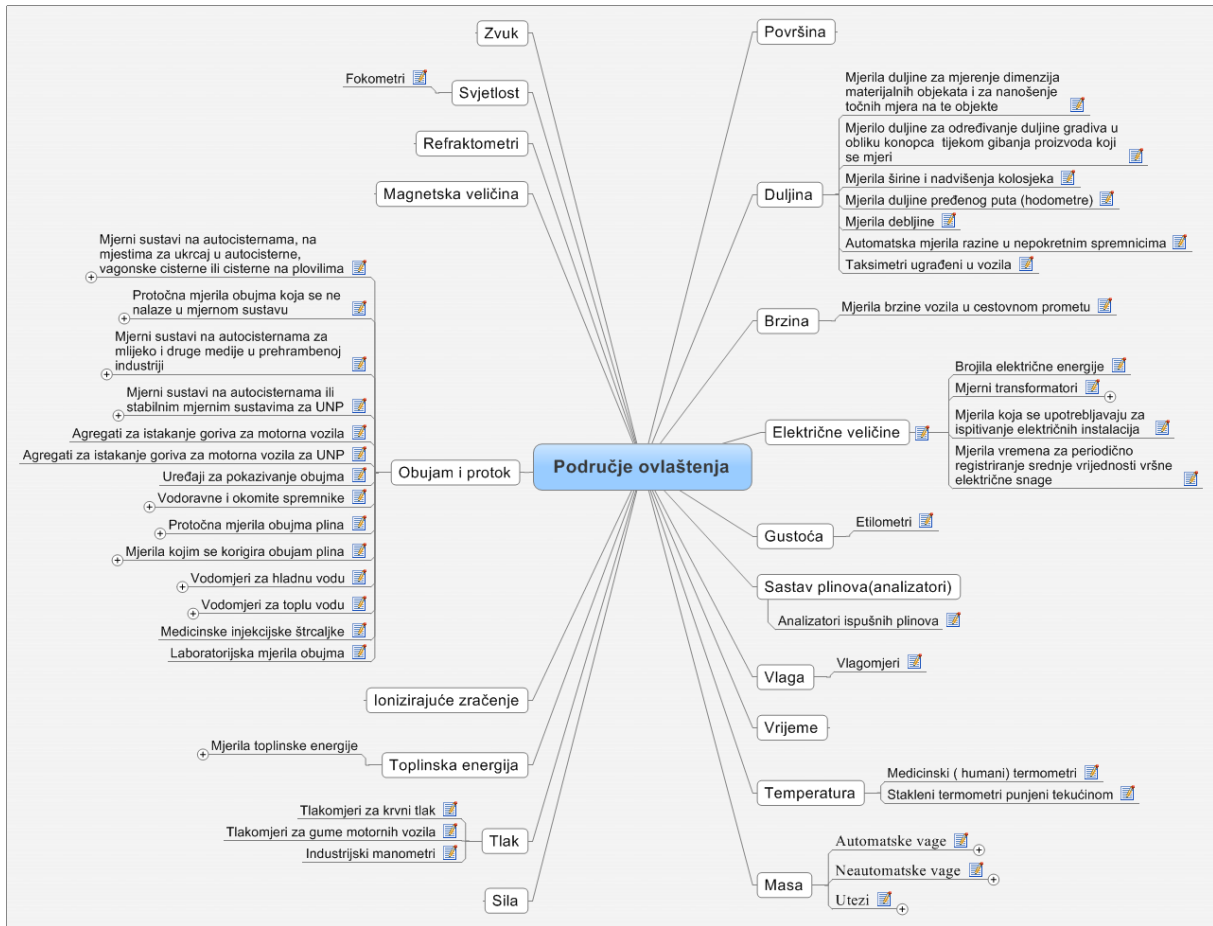 Zvuk
Fokometri
Svjetlost
Refraktometri
Magnetska veličina
Mjerni sustavi na autocisternama, na
mjestima za ukrcaj u autocisterne,
vagonske cisterne ili cisterne na plovilima
Protočna mjerila obujma koja se ne
nalaze u mjernom sustavu
Mjerni sustavi na autocisternama za
mlijeko i druge medije u prehrambenoj
industriji
Mjerni sustavi na autocisternama ili
stabilnim mjernim sustavima za UNP
Agregati za istakanje goriva za motorna vozila
Agregati za istakanje goriva za motorna vozila za UNP
Uređaji za pokazivanje obujma
Vodoravne i okomite spremnike
Protočna mjerila obujma plina
Mjerila kojim se korigira obujam plina
Vodomjeri za hladnu vodu
Vodomjeri za toplu vodu
Medicinske injekcijske štrcaljke
Laboratorijska mjerila obujma
Obujam i protok
Ionizirajuće zračenje
Mjerila toplinske energije
Toplinska energija
Tlakomjeri za krvni tlak
Tlakomjeri za gume motornih vozila
Industrijski manometri
Tlak
Sila
Područje ovlaštenja
Površina
Duljina
Mjerila duljine za mjerenje dimenzija
materijalnih objekata i za nanošenje
točnih mjera na te objekte
Mjerilo duljine za određivanje duljine gradiva u
obliku konopca  tijekom gibanja proizvoda koji
se mjeri
Mjerila širine i nadvišenja kolosjeka
Mjerila duljine pređenog puta (hodometre)
Mjerila debljine
Automatska mjerila razine u nepokretnim spremnicima
Taksimetri ugrađeni u vozila
Brzina
Mjerila brzine vozila u cestovnom prometu
Električne veličine
Brojila električne energije
Mjerni transformatori
Mjerila koja se upotrebljavaju za
ispitivanje električnih instalacija
Mjerila vremena za periodično
registriranje srednje vrijednosti vršne
električne snage
Gustoća
Etilometri
Sastav plinova(analizatori)
Analizatori ispušnih plinova
Vlaga
Vlagomjeri
Vrijeme
Temperatura
Medicinski ( humani) termometri
Stakleni termometri punjeni tekućinom
Masa
Automatske vage
Neautomatske vage
Utezi